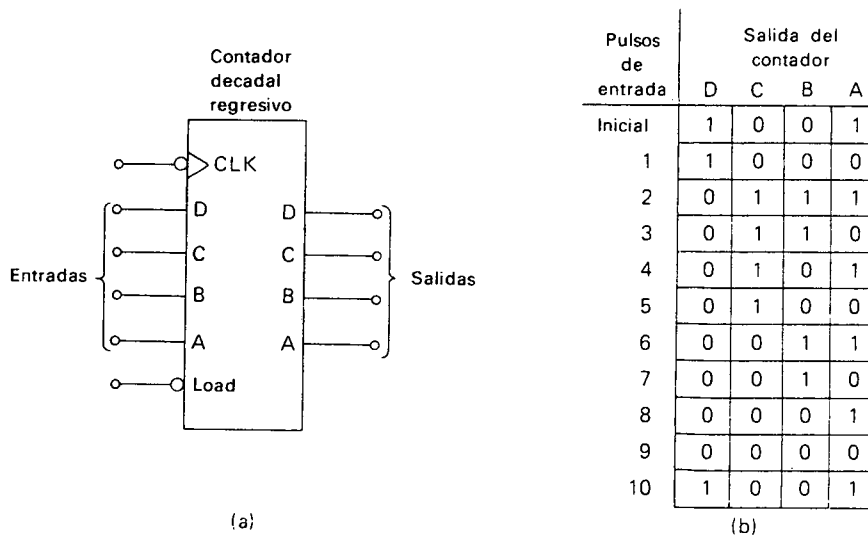 Contador
decadal
regresivo
CLK
D
C
B
A
Load
Entradas
D
C
B
A
Salidas
(a)
Pulsos
de
entrada
Salida del
contador
D C B A
Inicial 1 0 0 1
1 1 0 0 0
2 0 1 1 1
3 0 1 1 0
4 0 1 0 1
5 0 1 0 0
6 0 0 1 1
7 0 0 1 0
8 0 0 0 1
9 0 0 0 0
10 1 0 0 1
(b)